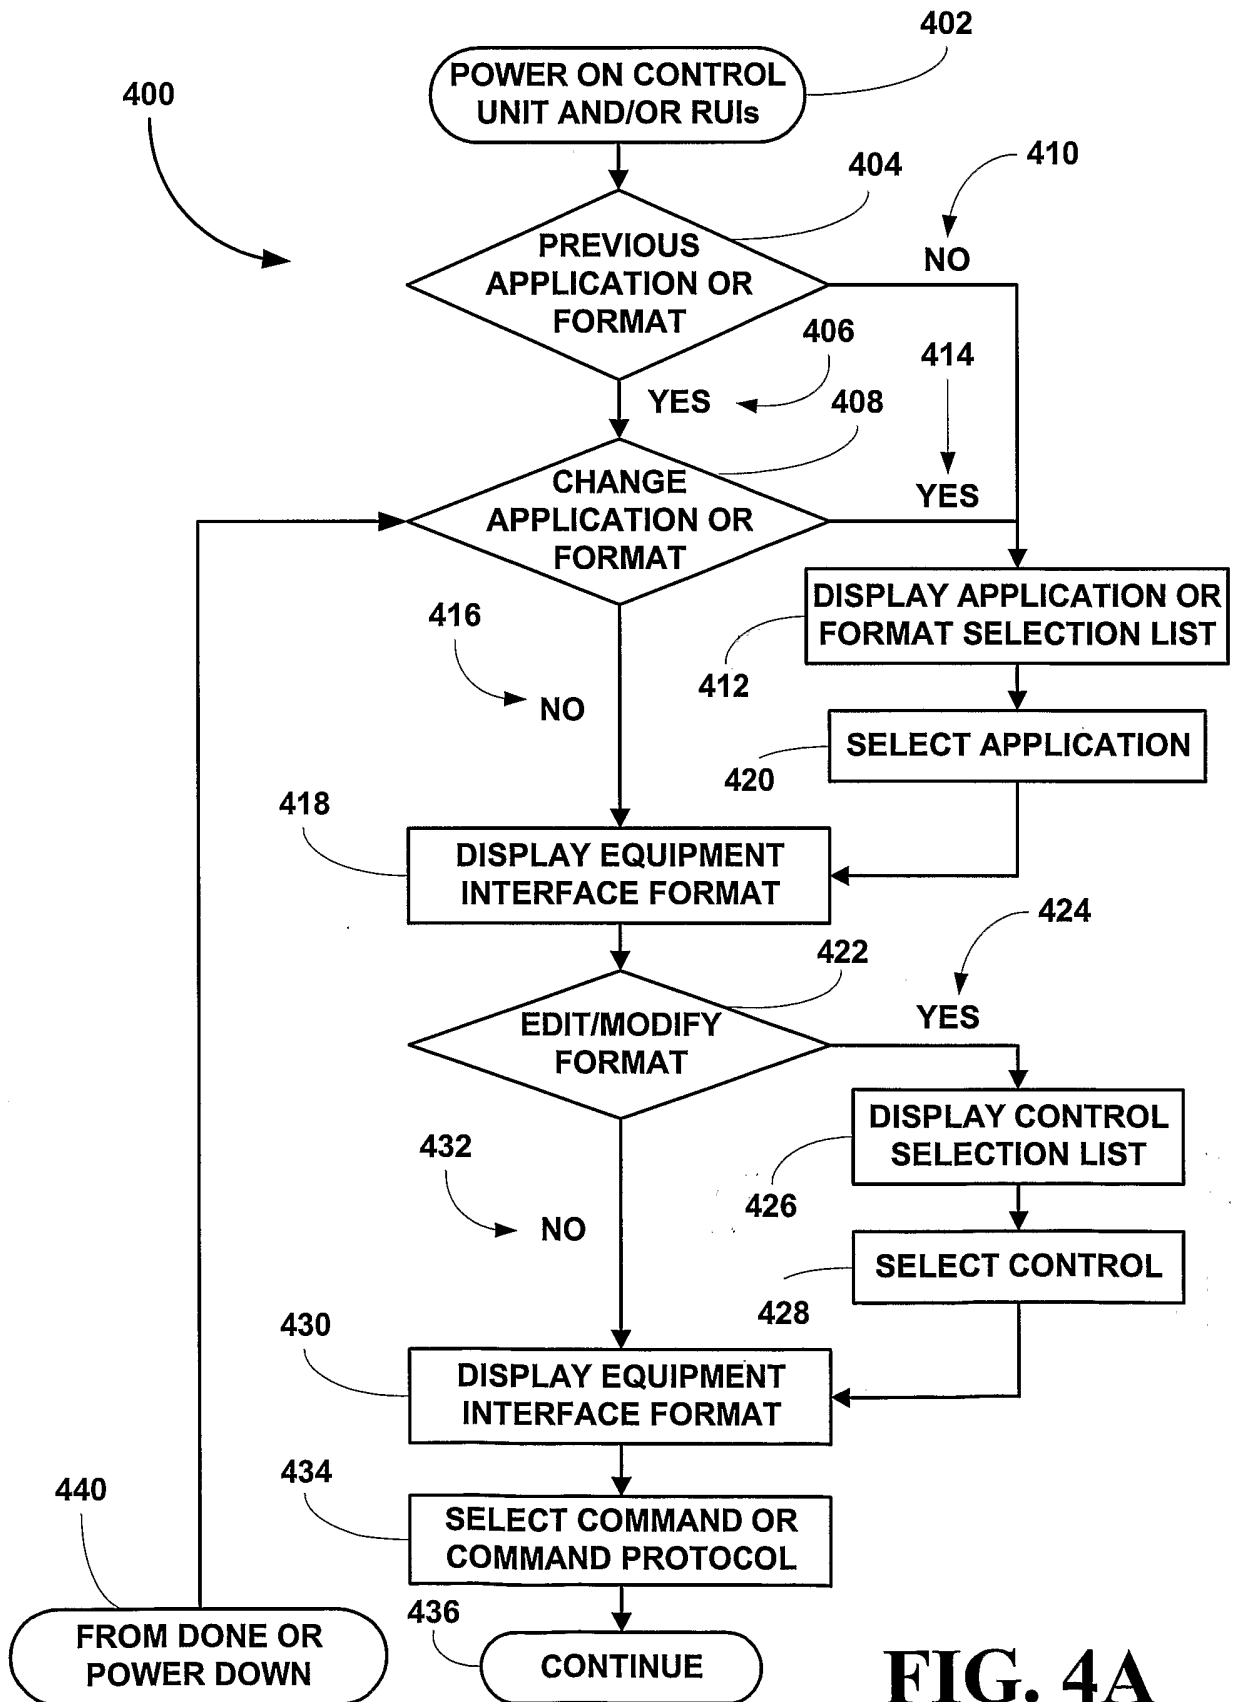 402
POWER ON CONTROL
UNIT AND/OR RUIs
400
404
410
PREVIOUS
APPLICATION OR
FORMAT
NO
406
414
YES
408
CHANGE
APPLICATION OR
FORMAT
YES
416
NO
DISPLAY APPLICATION OR
FORMAT SELECTION LIST
412
SELECT APPLICATION
420
418
DISPLAY EQUIPMENT
INTERFACE FORMAT
424
422
EDIT/MODIFY
FORMAT
YES
DISPLAY CONTROL
SELECTION LIST
426
432
NO
SELECT CONTROL
428
430
DISPLAY EQUIPMENT
INTERFACE FORMAT
434
SELECT COMMAND OR
COMMAND PROTOCOL
440
FROM DONE OR
POWER DOWN
436
CONTINUE
FIG. 4A